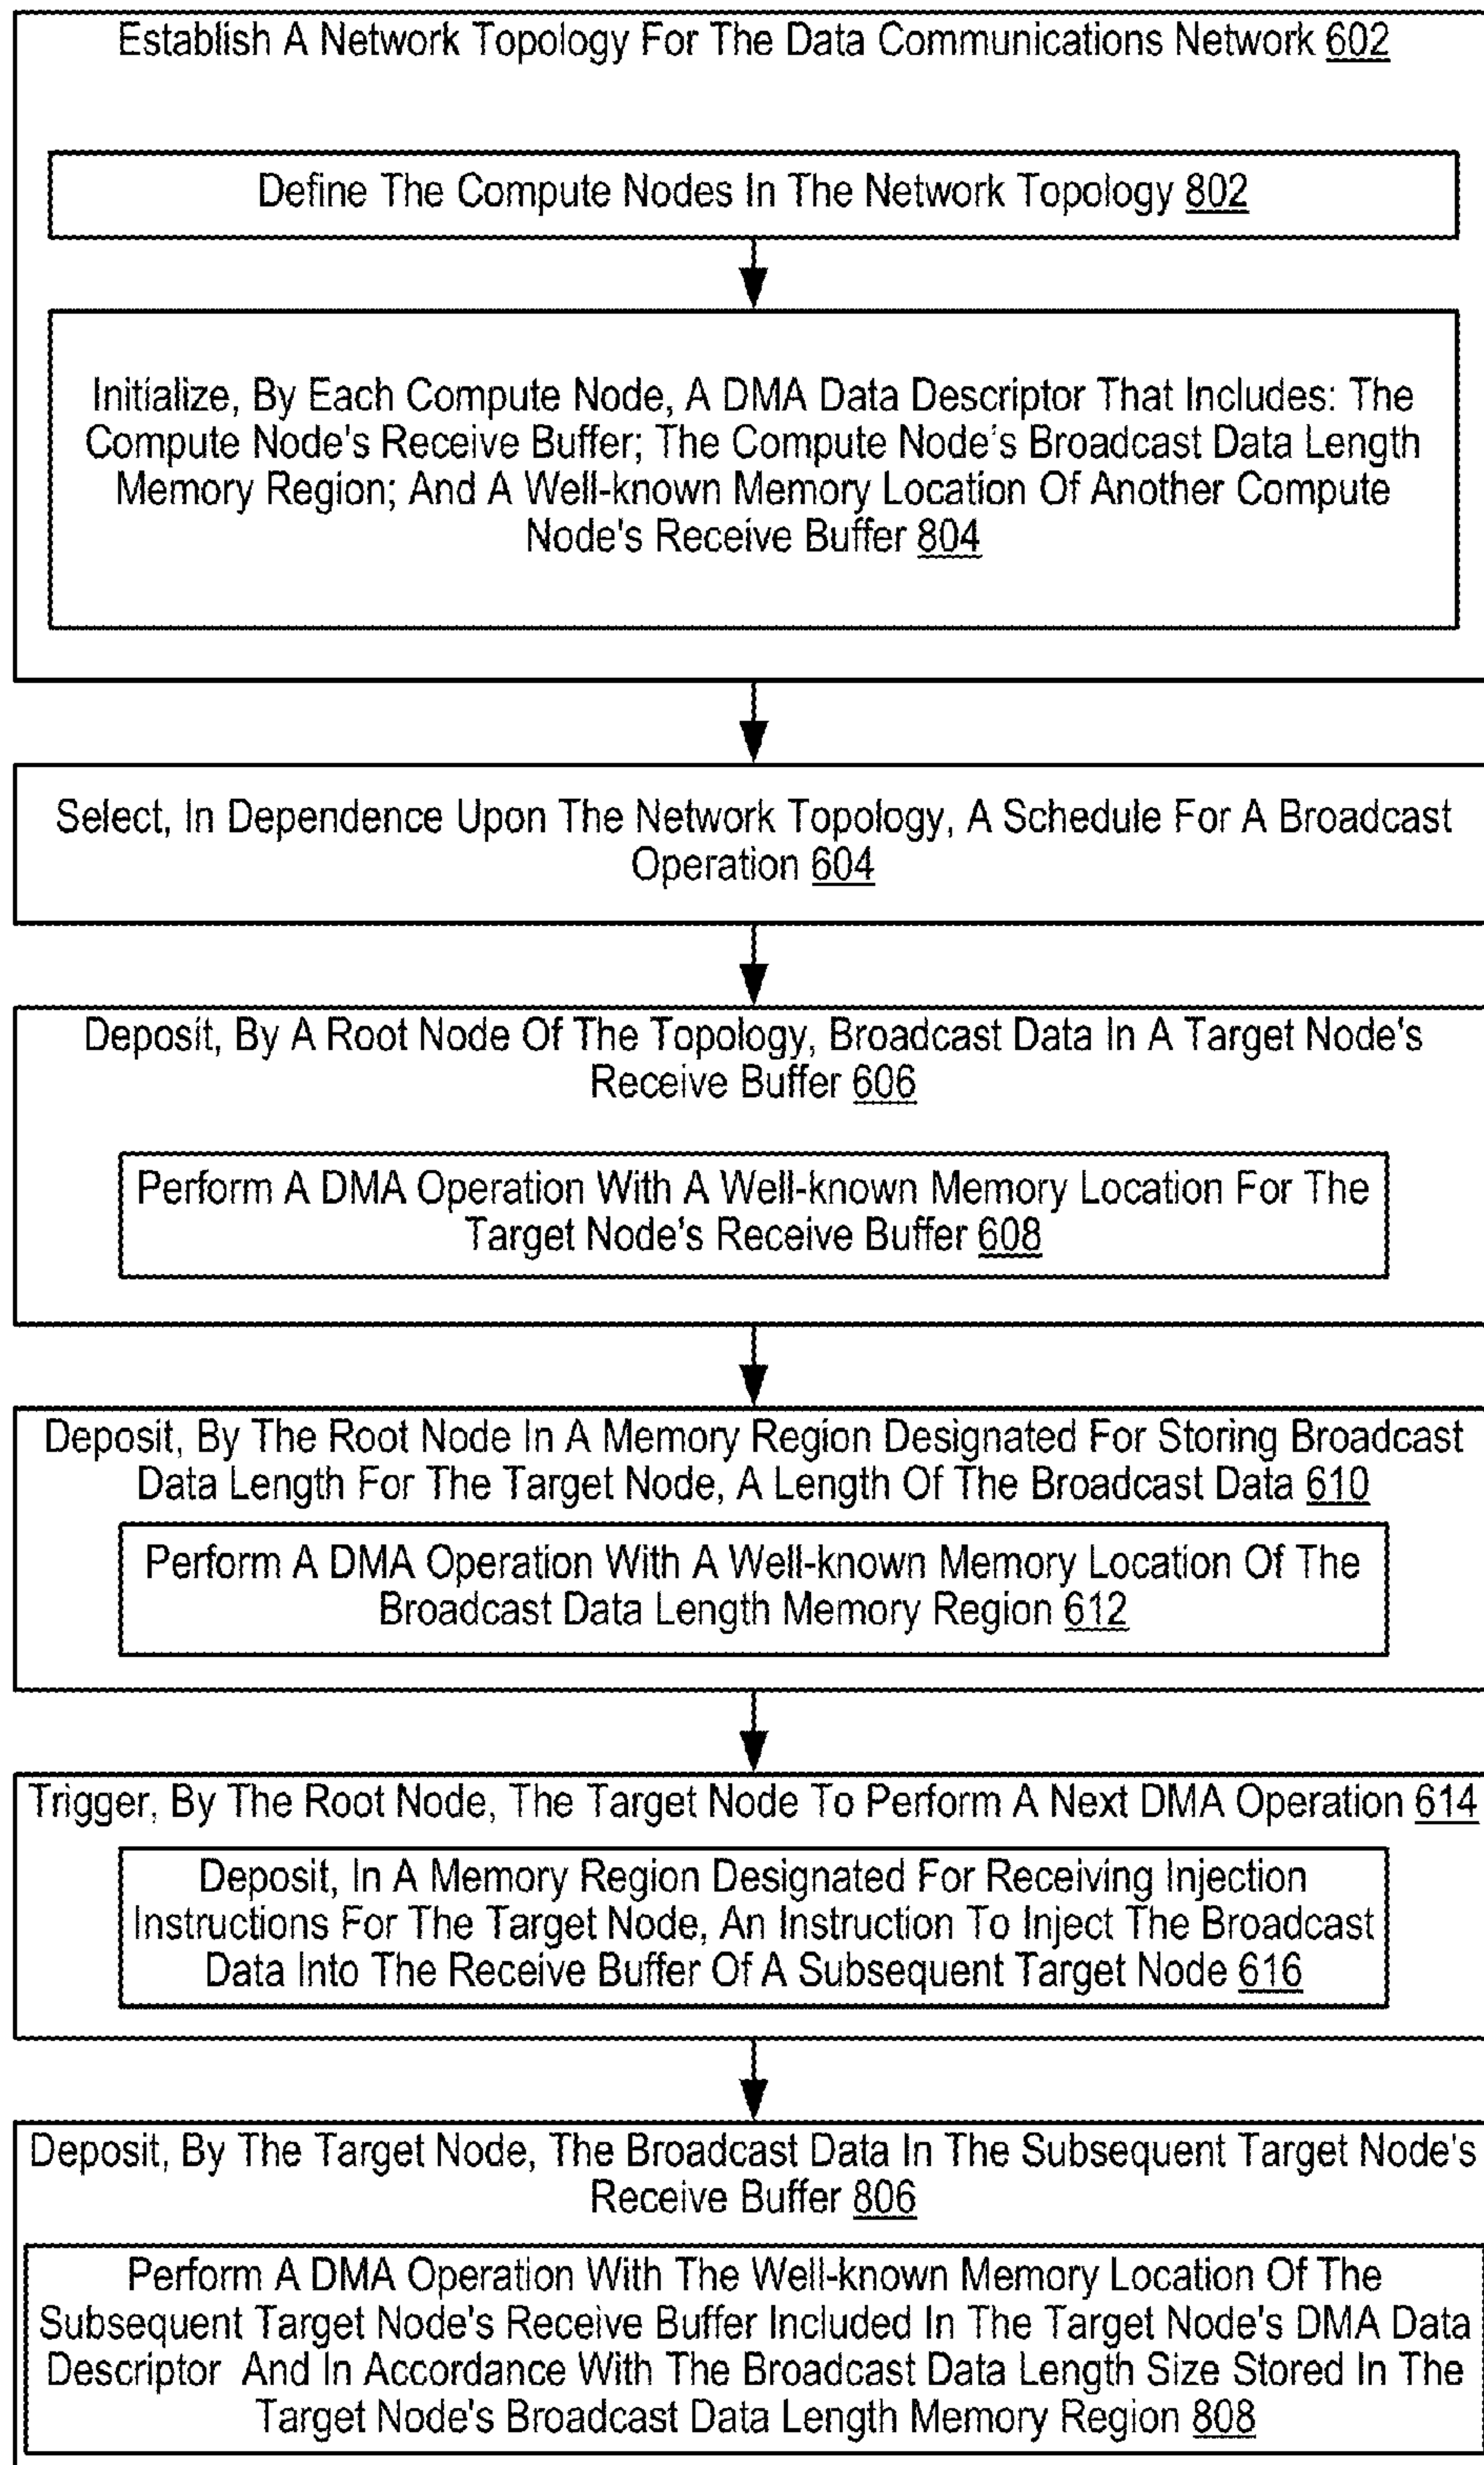 Establish A Network Topology For The Data Communications Network 602
Define The Compute Nodes In The Network Topology 802
Initialize, By Each Compute Node, A DMA Data Descriptor That Includes: The
Compute Node's Receive Buffer; The Compute Node's Broadcast Data Length
Memory Region; And A Well-known Memory Location Of Another Compute
Node's Receive Buffer 804
Select, In Dependence Upon The Network Topology, A Schedule For A Broadcast
Operation 604
Deposit, By A Root Node Of The Topology, Broadcast Data In A Target Node's
Receive Buffer 606
Perform A DMA Operation With A Well-known Memory Location For The
Target Node's Receive Buffer 608
Deposit, By The Root Node In A Memory Region Designated For Storing Broadcast
Data Length For The Target Node, A Length Of The Broadcast Data 610
Perform A DMA Operation With A Well-known Memory Location Of The
Broadcast Data Length Memory Region 612
Trigger, By The Root Node, The Target Node To Perform A Next DMA Operation 614
Deposit, In A Memory Region Designated For Receiving Injection
Instructions For The Target Node, An Instruction To Inject The Broadcast
Data Into The Receive Buffer Of A Subsequent Target Node 616
Deposit, By The Target Node, The Broadcast Data In The Subsequent Target Node's
Receive Buffer 806
Perform A DMA Operation With The Well-known Memory Location Of The
Subsequent Target Node's Receive Buffer Included In The Target Node's DMA Data
Descriptor And In Accordance With The Broadcast Data Length Size Stored In The
Target Node's Broadcast Data Length Memory Region 808